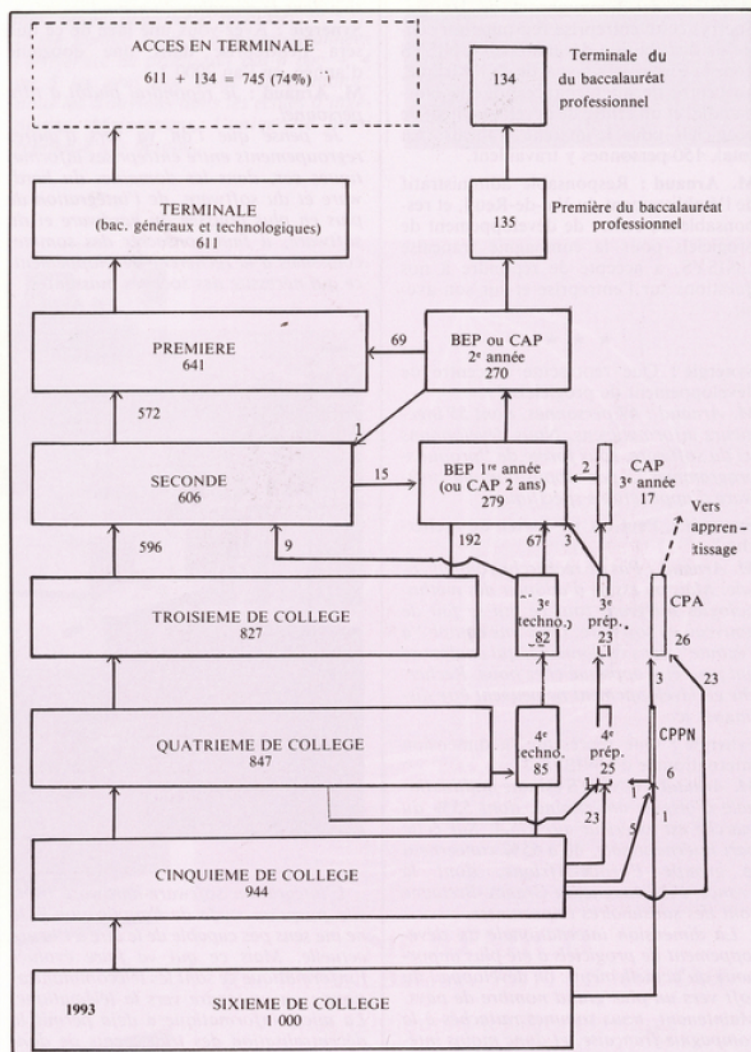 ACCES EN TERMINALE
611 + 134 = 745 (74%)
134
Terminale du
du baccalauréat
professionnel
TERMINALE
(bac. généraux et technologiques)
611
135
Première du baccalauréat
professionnel
PREMIERE
641
69
BEP ou CAP
2e année
270
572
1
SECONDE
606
15
BEP 1re année
(ou CAP 2 ans)
279
2
CAP
3e année
17
Vers
appren-
tissage
596
9
192
67
3
TROISIEME DE COLLEGE
827
3e
techno.
82
3e
prép.
23
CPA
26
3
23
QUATRIEME DE COLLEGE
847
4e
techno.
85
4e
prép.
25
CPPN
6
1
1
23
5
1
CINQUIEME DE COLLEGE
944
1993
SIXIEME DE COLLEGE
1 000